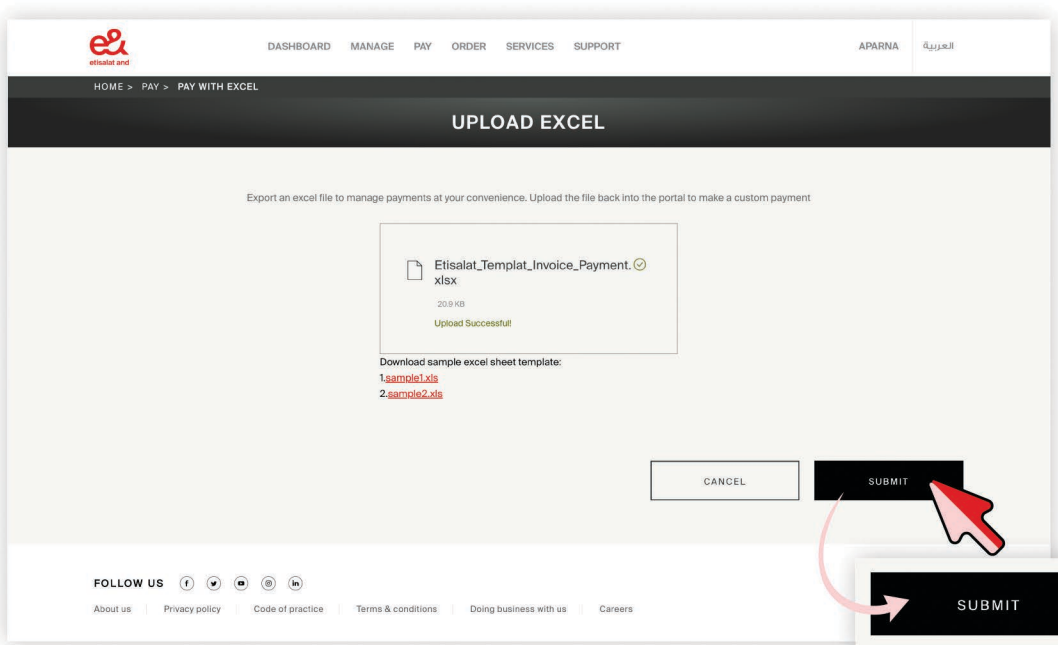 e&
etisalat and
DASHBOARD MANAGE PAY ORDER SERVICES SUPPORT APARNA العربية
HOME > PAY > PAY WITH EXCEL
UPLOAD EXCEL
Export an excel file to manage payments at your convenience. Upload the file back into the portal to make a custom payment
Etisalat_Templat_Invoice_Payment.
xlsx
20.9 KB
Upload Successful!
Download sample excel sheet template:
1.sample1.xls
2.sample2.xls
CANCEL SUBMIT
FOLLOW US
About us Privacy policy Code of practice Terms & conditions Doing business with us Careers
SUBMIT